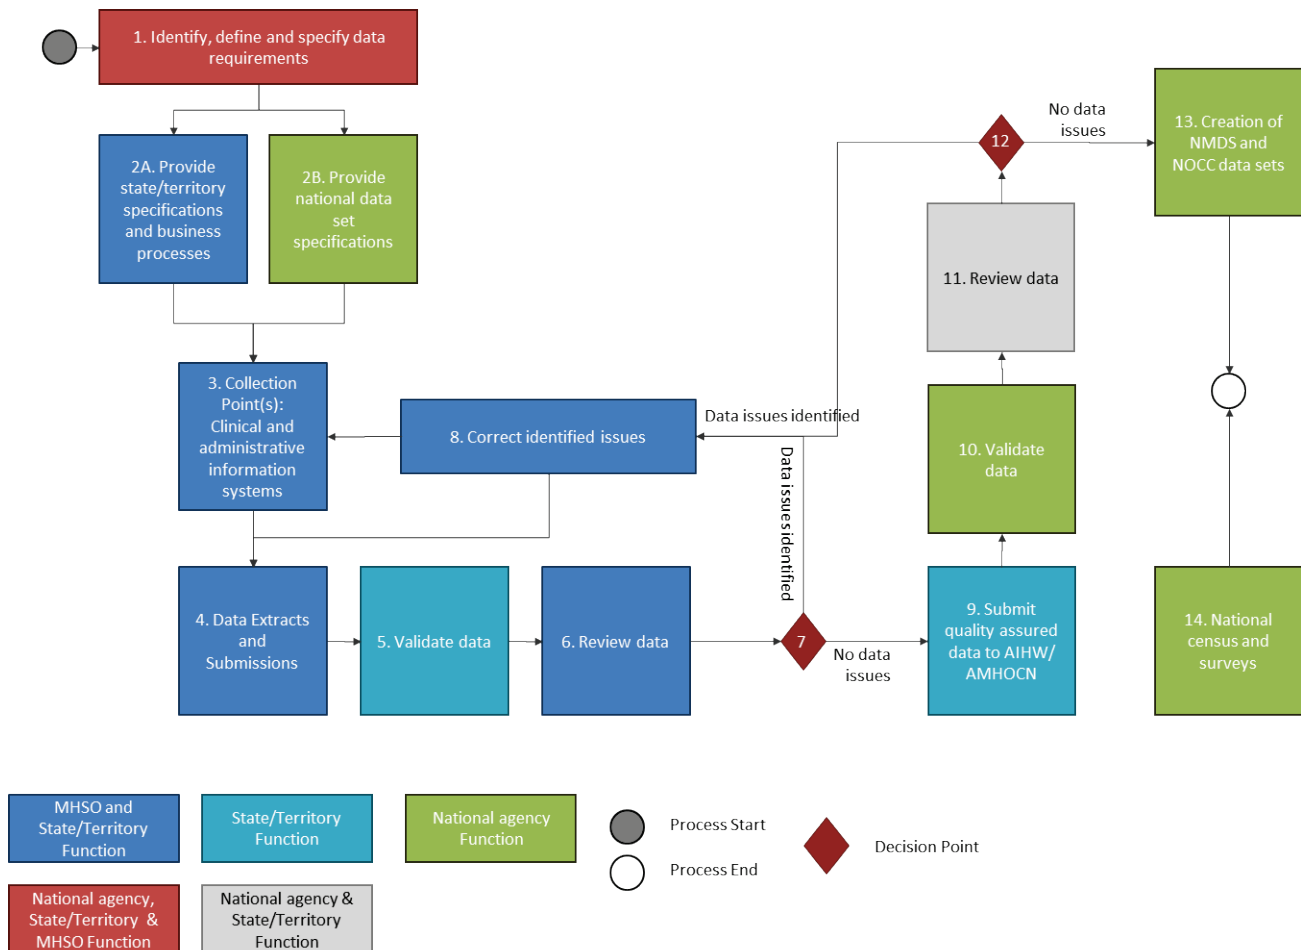 1. Identify, define and specify data
requirements
2A. Provide
state/territory
specifications
and business
processes
2B. Provide
national data
set
specifications
3. Collection
Point(s):
Clinical and
administrative
information
systems
8. Correct identified issues
Data issues identified
Data issues identified
4. Data Extracts
and
Submissions
5. Validate data
6. Review data
7
No data
issues
9. Submit
quality assured
data to AIHW/
AMHOCN
10. Validate
data
11. Review data
12
No data
issues
13. Creation of
NMDS and
NOCC data sets
14. National
census and
surveys
MHSO and
State/Territory
Function
State/Territory
Function
National agency
Function
Process Start
Process End
Decision Point
National agency,
State/Territory &
MHSO Function
National agency &
State/Territory
Function